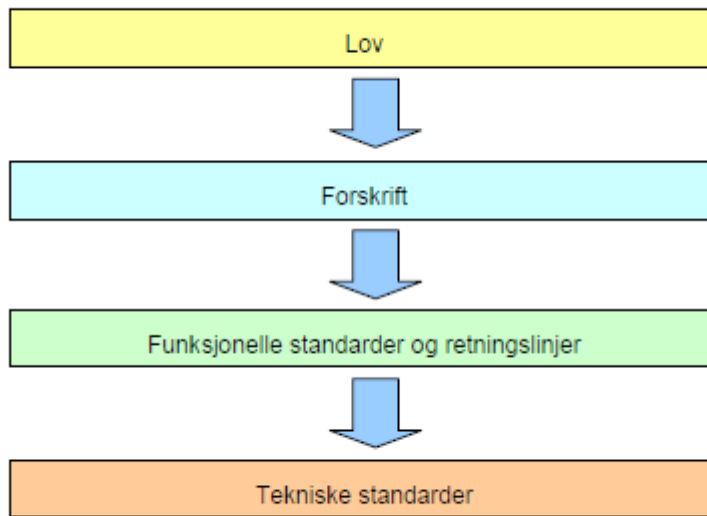 Lov
Forskrift
Funksjonelle standarder og retningslinjer
Tekniske standarder